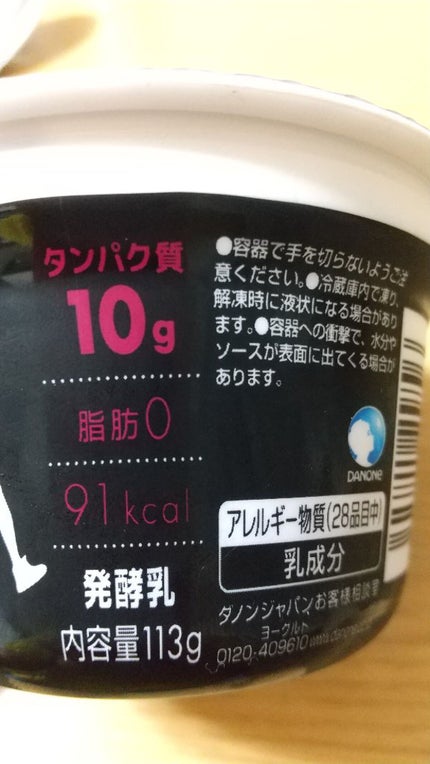 タンパク質
10g
脂肪0
91kcal
発酵乳
内容量113g
●容器で手を切らないようご注
意ください。●冷蔵庫内で凍り、
解凍時に液状になる場合があり
ます。●容器への衝撃で、水分や
ソースが表面に出てくる場合が
あります。
DANONE
アレルギー物質(28品目中)
乳成分
ダノンジャパンお客様相談室
ヨーグルト
0120-409610